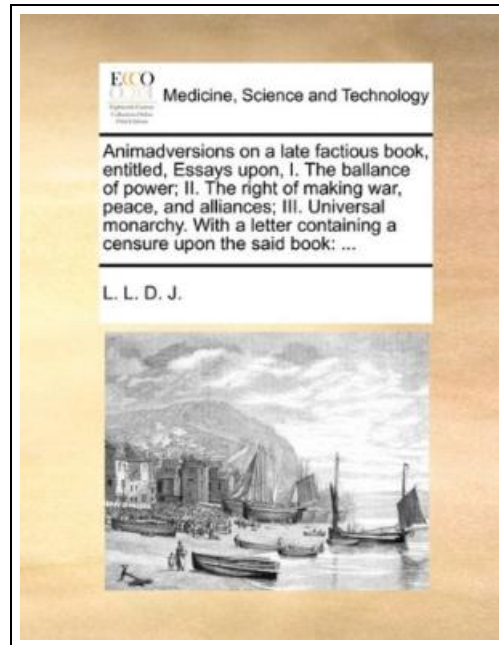 ECCO
Medicine, Science and Technology
Animadversions on a late factious book,
entitled, Essays upon, I. The ballance
of power; II. The right of making war,
peace, and alliances; III. Universal
monarchy. With a letter containing a
censure upon the said book: ...
L. L. D. J.